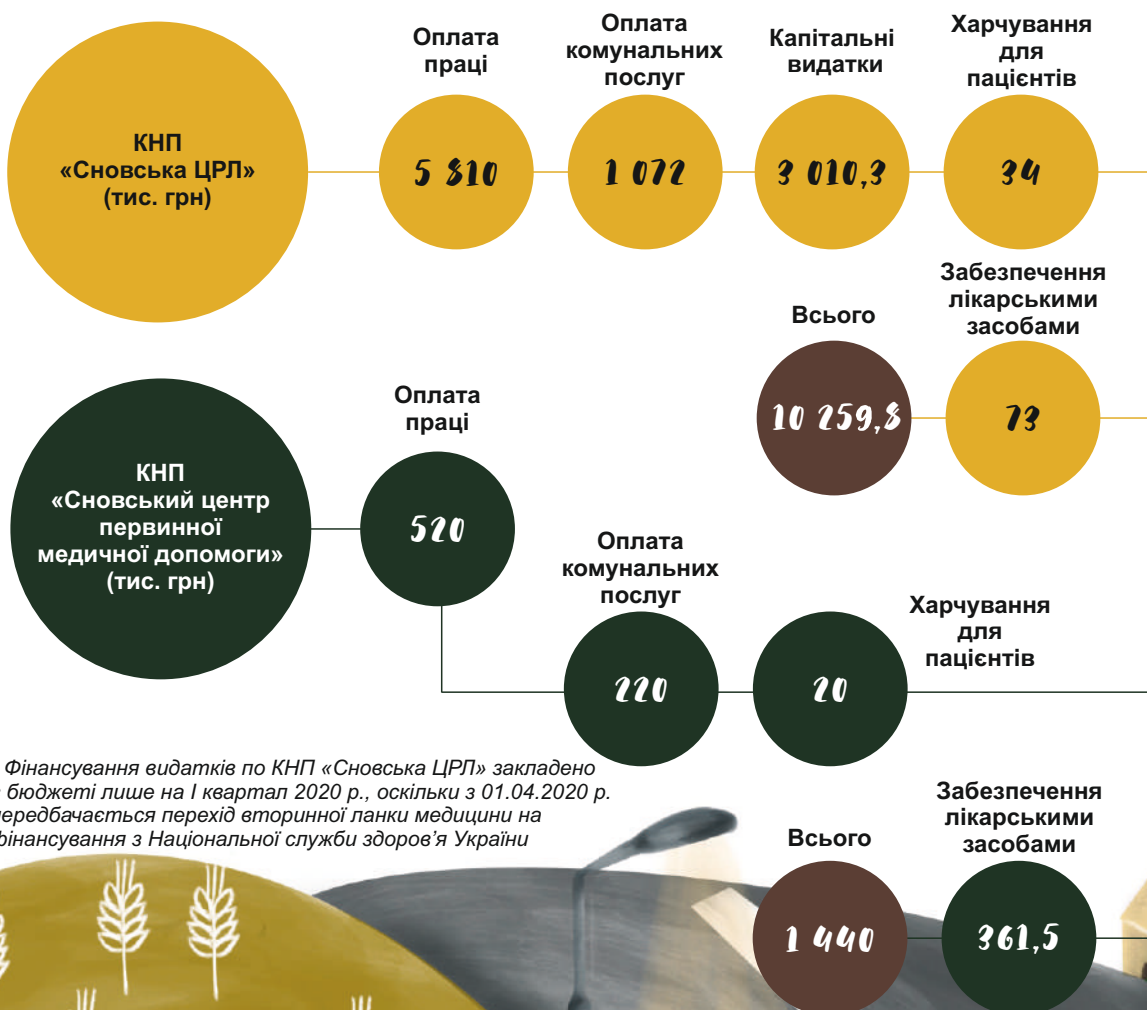 КНП
«Сновська ЦРЛ»
(тис. грн)
Оплата
праці
5 810
Оплата
комунальних
послуг
1 072
Капітальні
видатки
3 010,3
Харчування
для
пацієнтів
34
Забезпечення
лікарськими
засобами
73
Всього
10 259,8
КНП
«Сновський центр
первинної
медичної допомоги»
(тис. грн)
Оплата
праці
520
Оплата
комунальних
послуг
220
Харчування
для
пацієнтів
20
Забезпечення
лікарськими
засобами
361,5
Всього
1 440
Фінансування видатків по КНП «Сновська ЦРЛ» закладено
бюджеті лише на І квартал 2020 р., оскільки з 01.04.2020 р.
передбачається перехід вторинної ланки медицини на
фінансування з Національної служби здоров’я України